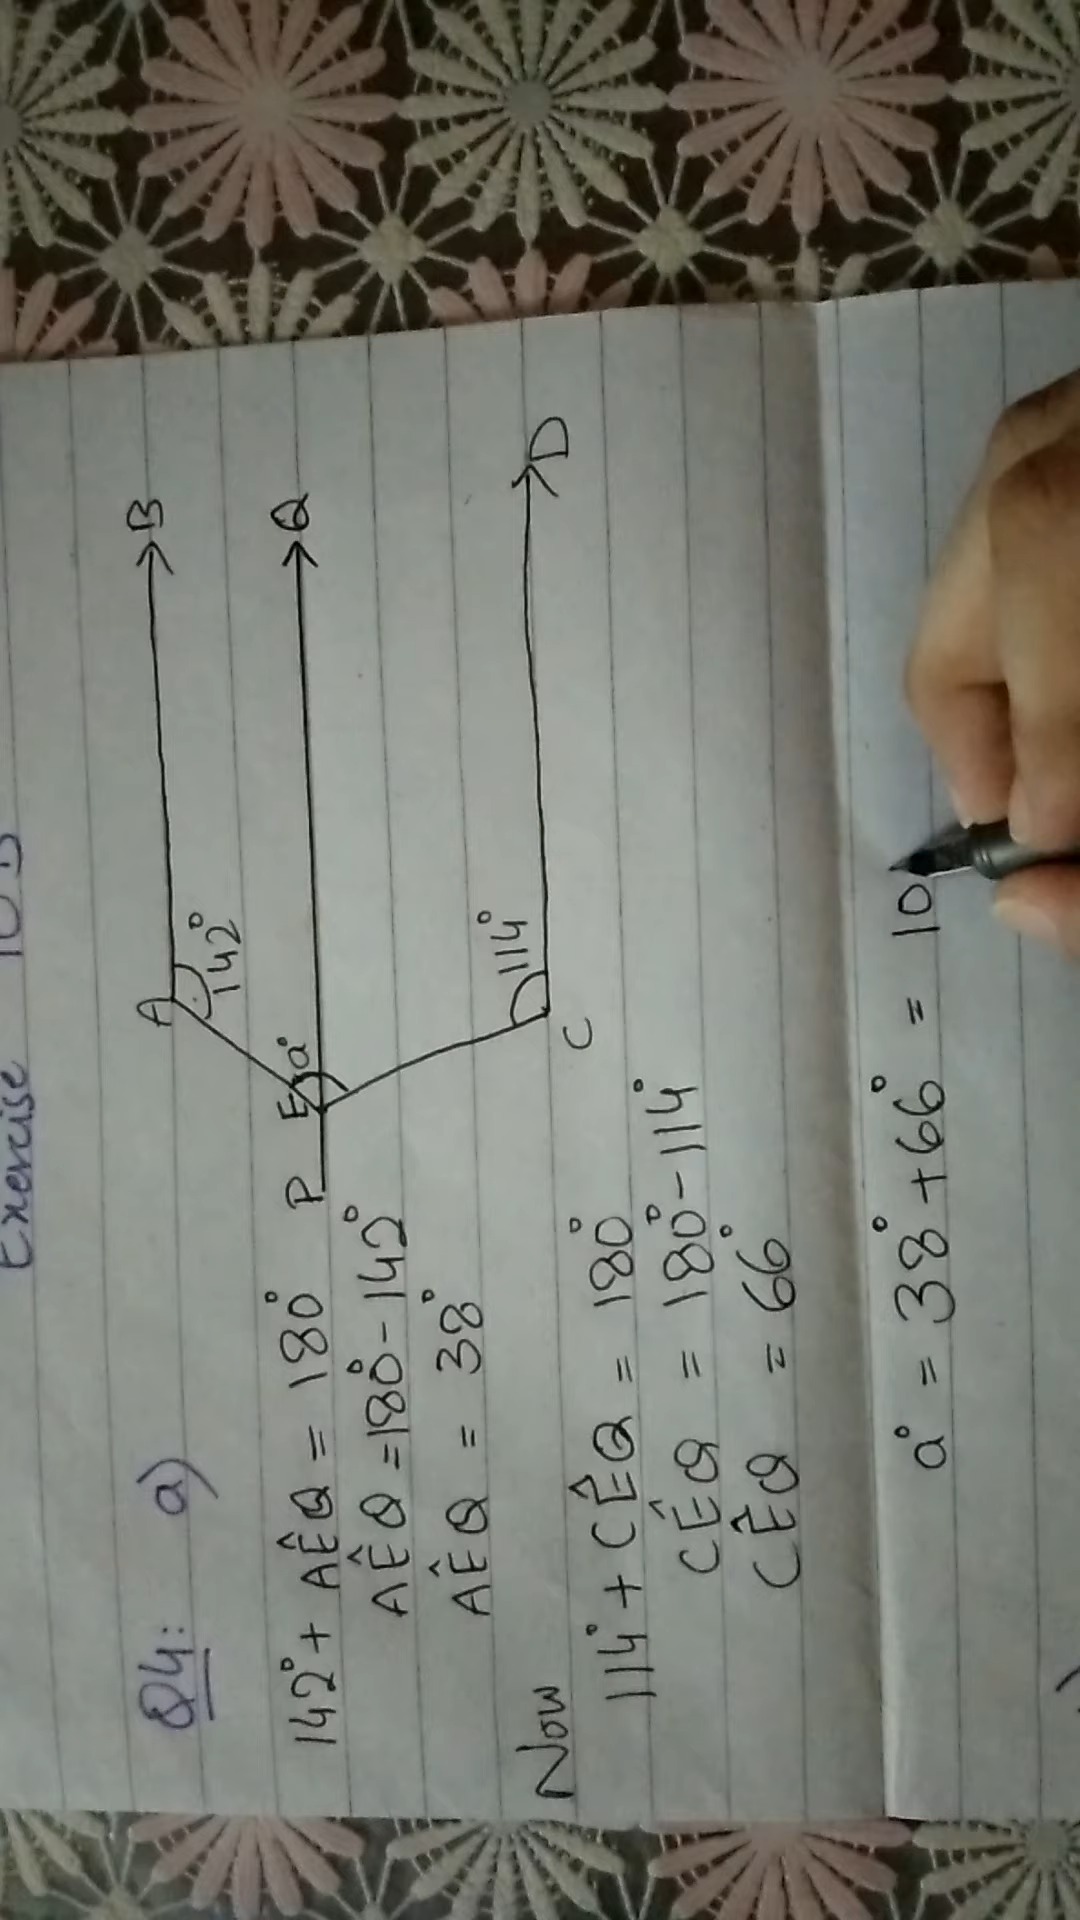 Exercise 10
Q4: a)
A
B
142°
P
E
a°
Q
114°
C
D
142° + AÊQ = 180°
AÊQ = 180° - 142°
AÊQ = 38°
Now
114° + CÊQ = 180°
CÊQ = 180° - 114°
CÊQ = 66°
a° = 38° + 66° = 10